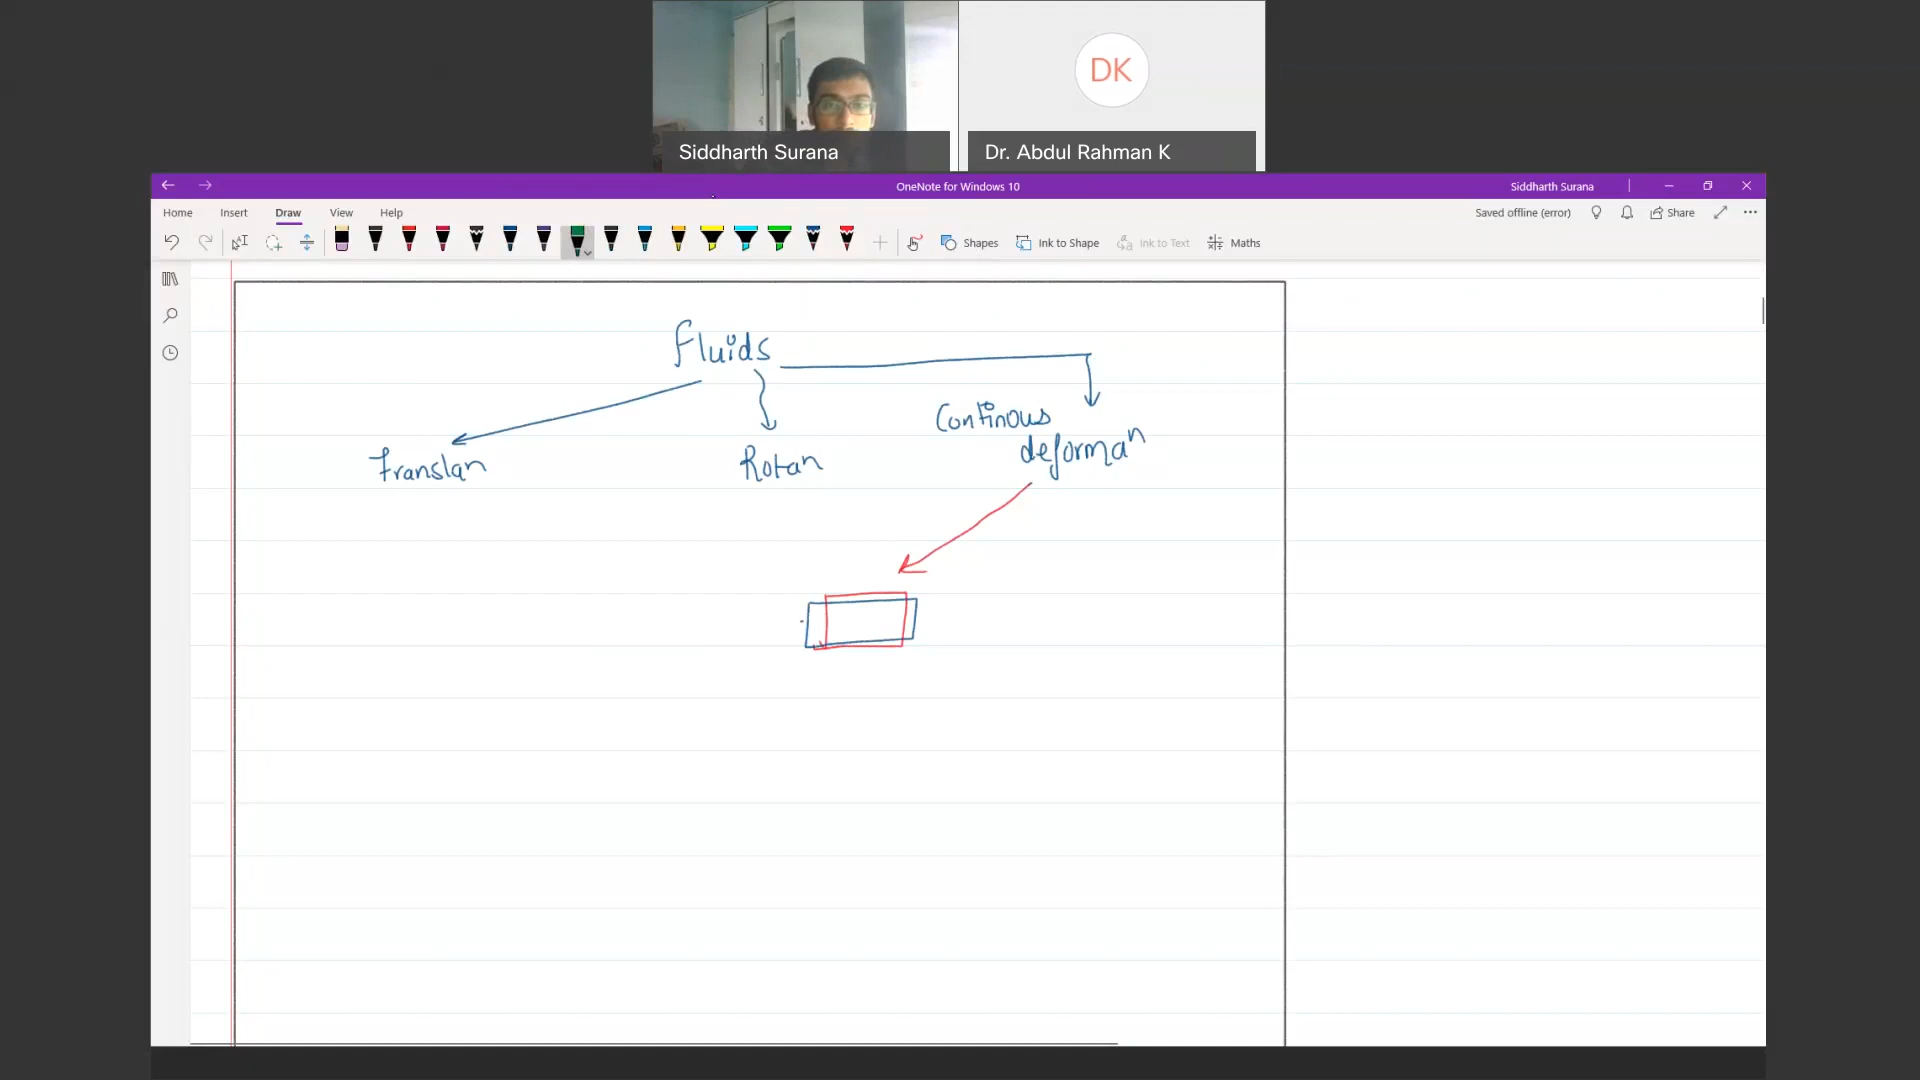 DK
Siddharth Surana
Dr. Abdul Rahman K
OneNote for Windows 10
Siddharth Surana
Home Insert Draw View Help
Saved offline (error)
Share
Shapes
Ink to Shape
Ink to Text
Maths
fluids
Continous
deforman
Translan
Rotan